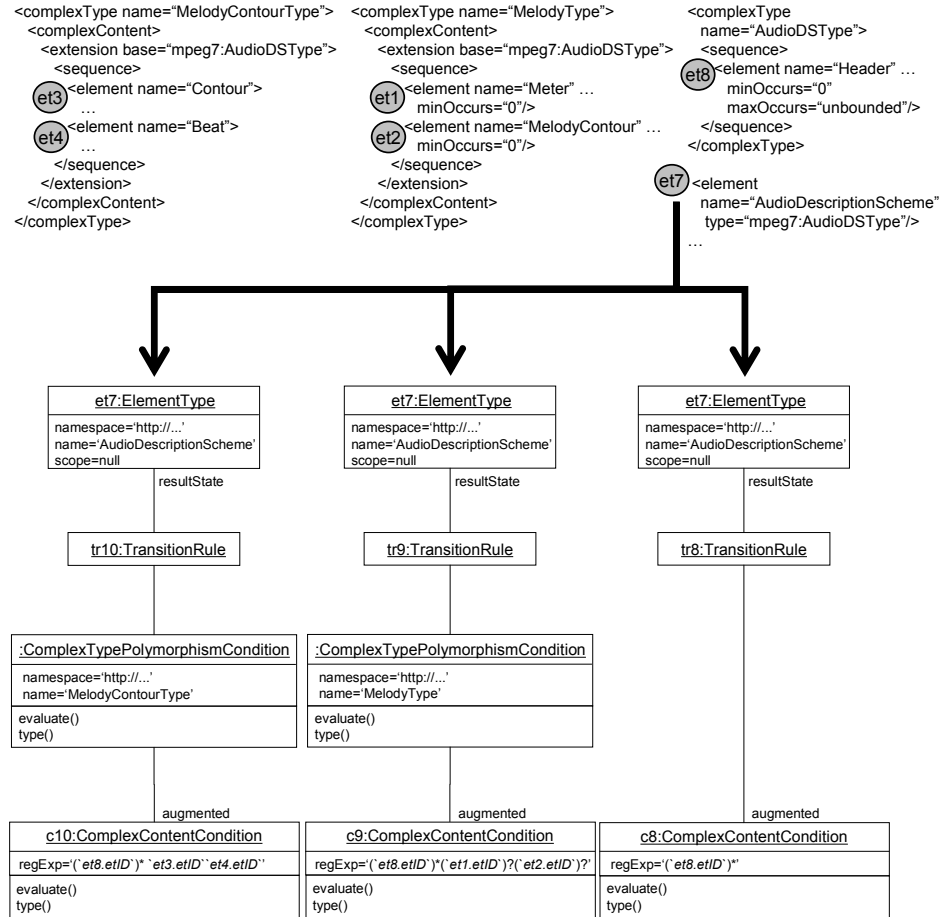 <complexType name=“MelodyContourType”>
<complexContent>
<extension base=“mpeg7:AudioDSType”>
<sequence>
et3 <element name=“Contour”>
…
et4 <element name=“Beat”>
…
</sequence>
</extension>
</complexContent>
</complexType>
<complexType name=“MelodyType”>
<complexContent>
<extension base=“mpeg7:AudioDSType”>
<sequence>
et1 <element name=“Meter” …
minOccurs=“0”/>
et2 <element name=“MelodyContour” …
minOccurs=“0”/>
</sequence>
</extension>
</complexContent>
</complexType>
<complexType
name=“AudioDSType”>
<sequence>
et8 <element name=“Header” …
minOccurs=“0”
maxOccurs=“unbounded”/>
</sequence>
</complexType>
et7 <element
name=“AudioDescriptionScheme”
type=“mpeg7:AudioDSType”/>
…
et7:ElementType
namespace=‘http://...’
name=‘AudioDescriptionScheme’
scope=null
resultState
tr10:TransitionRule
:ComplexTypePolymorphismCondition
namespace=‘http://...’
name=‘MelodyContourType’
evaluate()
type()
augmented
c10:ComplexContentCondition
regExp=‘(`et8.etID`)* `et3.etID``et4.etID`’
evaluate()
type()
et7:ElementType
namespace=‘http://...’
name=‘AudioDescriptionScheme’
scope=null
resultState
tr9:TransitionRule
:ComplexTypePolymorphismCondition
namespace=‘http://...’
name=‘MelodyType’
evaluate()
type()
augmented
c9:ComplexContentCondition
regExp=‘(`et8.etID`)*(`et1.etID`)?(`et2.etID`)?’
evaluate()
type()
et7:ElementType
namespace=‘http://...’
name=‘AudioDescriptionScheme’
scope=null
resultState
tr8:TransitionRule
augmented
c8:ComplexContentCondition
regExp=‘(`et8.etID`)*’
evaluate()
type()